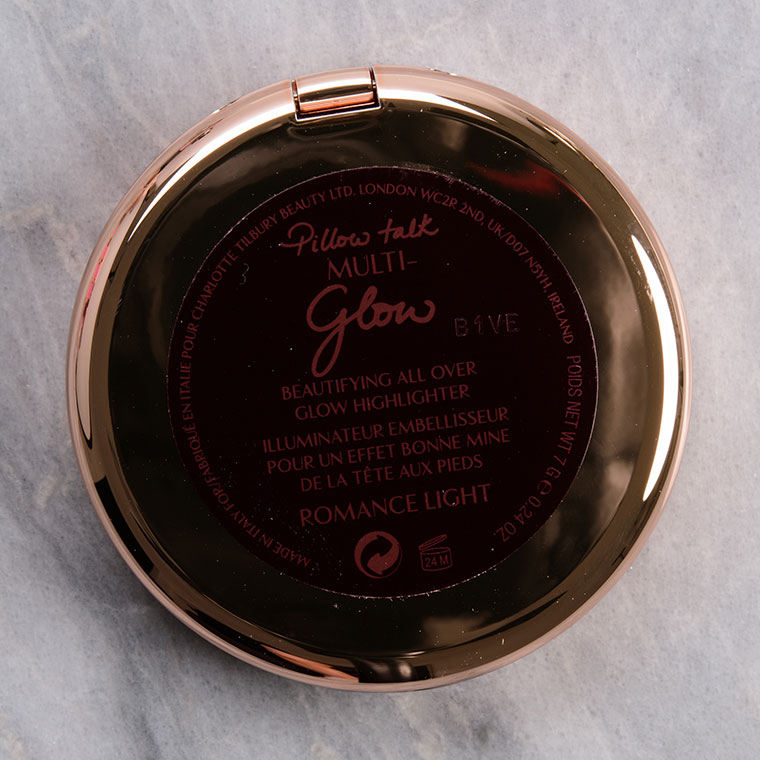 MADE IN ITALY FOR/FABRIQUÉ EN ITALIE POUR CHARLOTTE TILBURY BEAUTY LTD. LONDON WC2R 2ND, UK/D07 N5YH, IRELAND POIDS NET WT 7 G ℮ 0.24 OZ.
Pillow talk
MULTI-
Glow
B1VE
BEAUTIFYING ALL OVER
GLOW HIGHLIGHTER
ILLUMINATEUR EMBELLISSEUR
POUR UN EFFET BONNE MINE
DE LA TÊTE AUX PIEDS
ROMANCE LIGHT
24 M